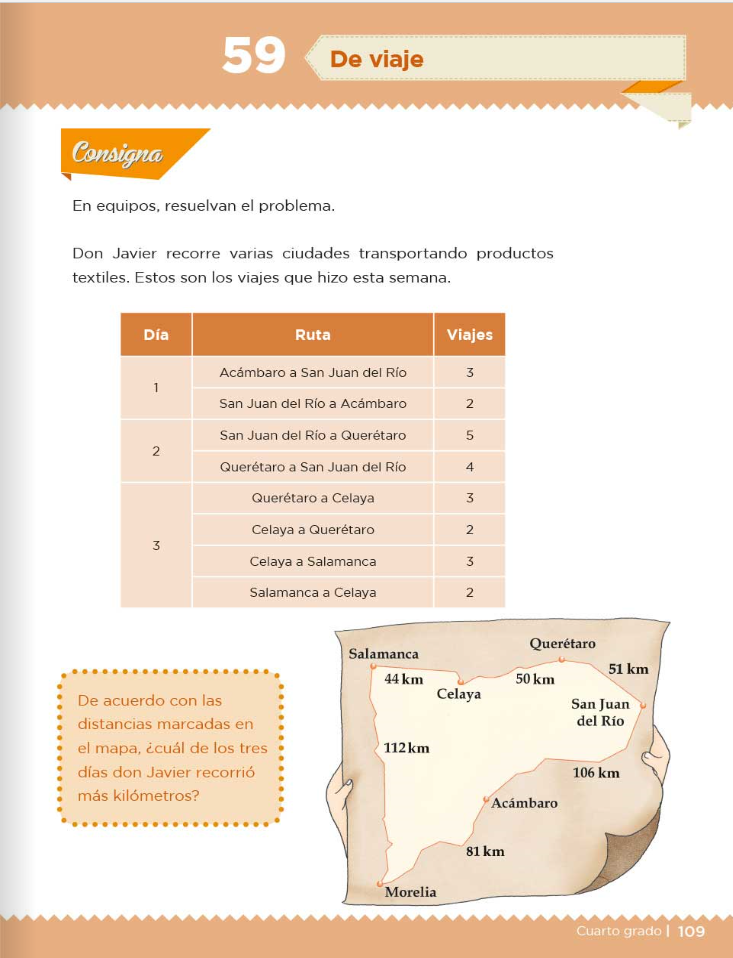 59
De viaje
Consigna
En equipos, resuelvan el problema.
Don Javier recorre varias ciudades transportando productos
textiles. Estos son los viajes que hizo esta semana.
Día Ruta Viajes
1
Acámbaro a San Juan del Río 3
San Juan del Río a Acámbaro 2
2
San Juan del Río a Querétaro 5
Querétaro a San Juan del Río 4
3
Querétaro a Celaya 3
Celaya a Querétaro 2
Celaya a Salamanca 3
Salamanca a Celaya 2
De acuerdo con las
distancias marcadas en
el mapa, ¿cuál de los tres
días don Javier recorrió
más kilómetros?
Querétaro
Salamanca
51 km
44 km
50 km
Celaya
San Juan
del Río
112 km
106 km
Acámbaro
81 km
Morelia
Cuarto grado | 109